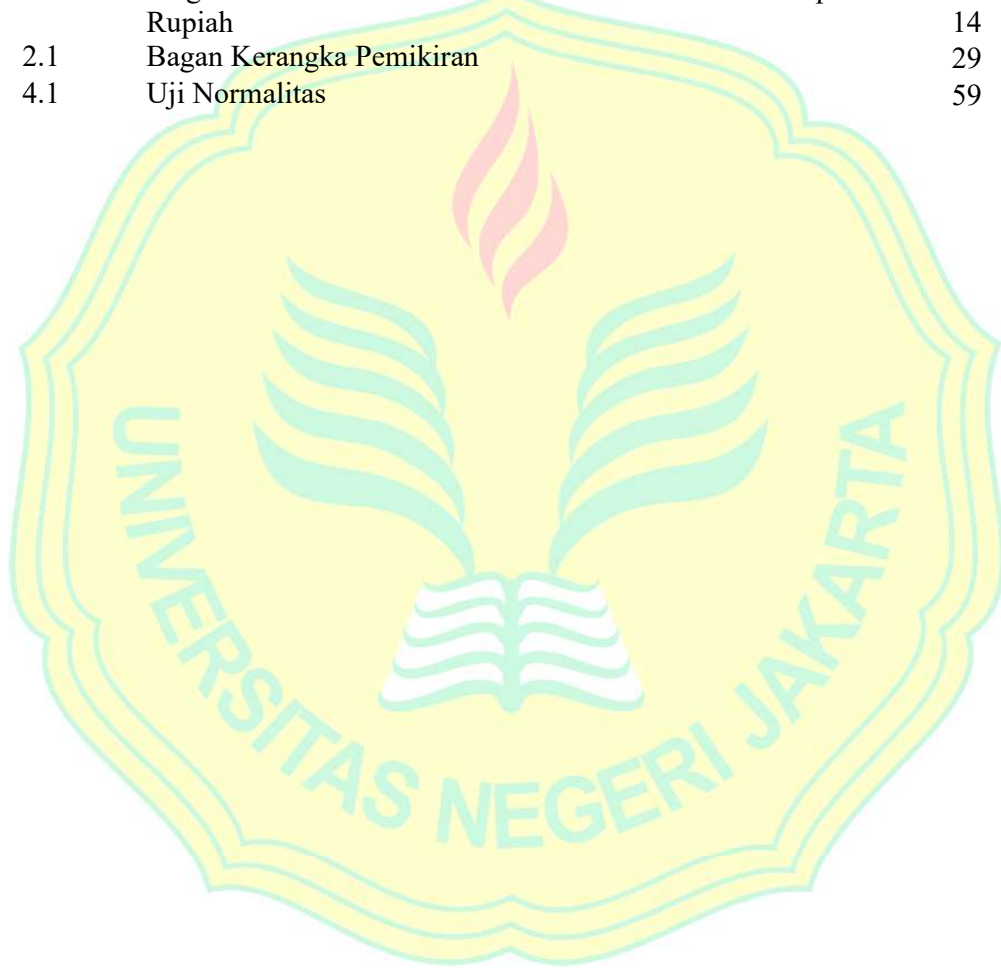 Rupiah 14
2.1 Bagan Kerangka Pemikiran 29
4.1 Uji Normalitas 59
UNIVERSITAS NEGERI JAKARTA